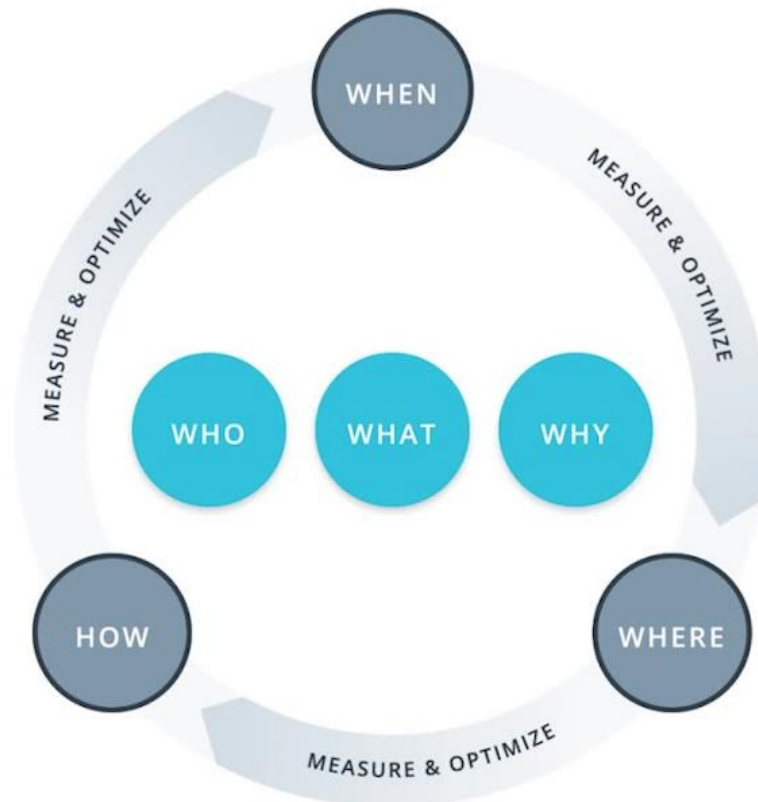 WHEN
MEASURE & OPTIMIZE
MEASURE & OPTIMIZE
WHO
WHAT
WHY
HOW
WHERE
MEASURE & OPTIMIZE